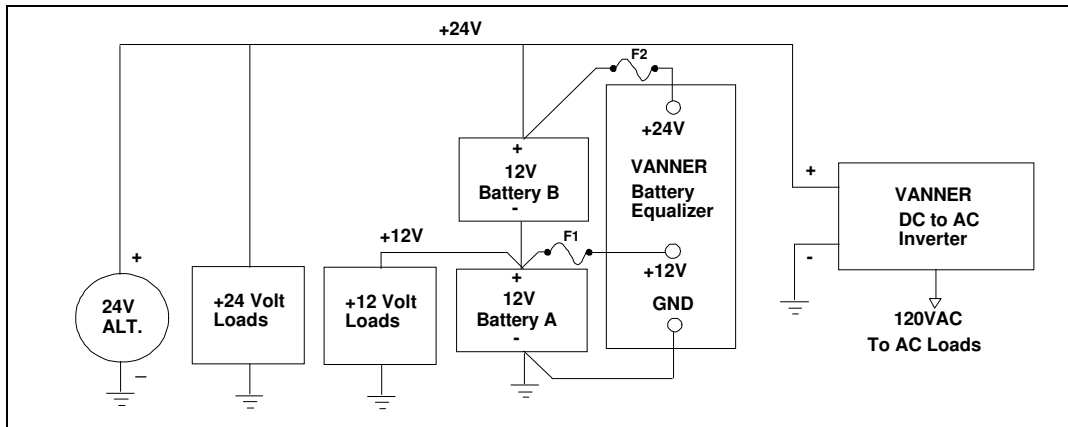 +24V
F2
+24V
VANNER
Battery
Equalizer
+12V
GND
+
12V
Battery B
-
+12V
F1
+
12V
Battery A
-
+
24V
ALT.
–
+24 Volt
Loads
+12 Volt
Loads
+
-
VANNER
DC to AC
Inverter
120VAC
To AC Loads